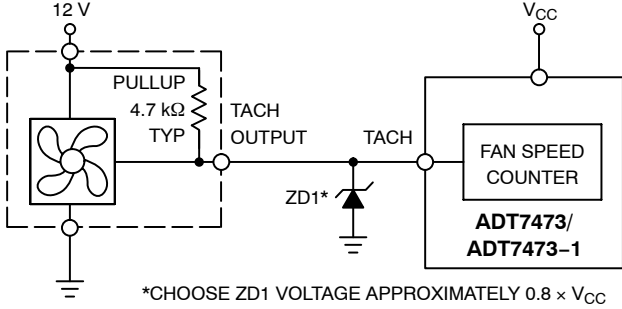 12 V
VCC
PULLUP
4.7 kΩ
TYP
TACH
OUTPUT
TACH
FAN SPEED
COUNTER
ZD1*
ADT7473/
ADT7473–1
*CHOOSE ZD1 VOLTAGE APPROXIMATELY 0.8 × VCC